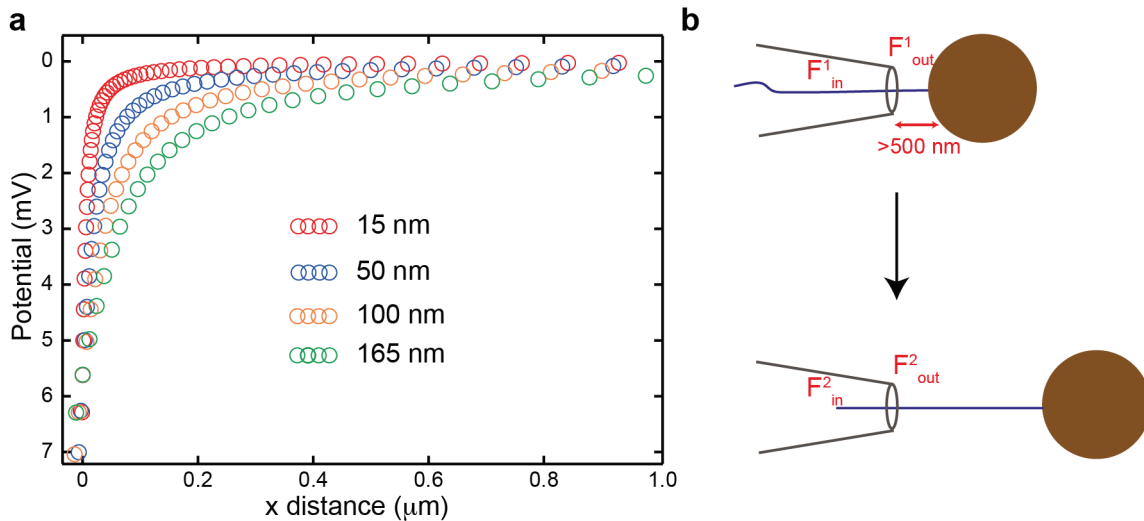 a
Potential (mV)
0
1
2
3
4
5
6
7
15 nm
50 nm
100 nm
165 nm
0
0.2
0.4
0.6
0.8
1.0
x distance (μm)
b
F¹in
F¹out
>500 nm
F²in
F²out